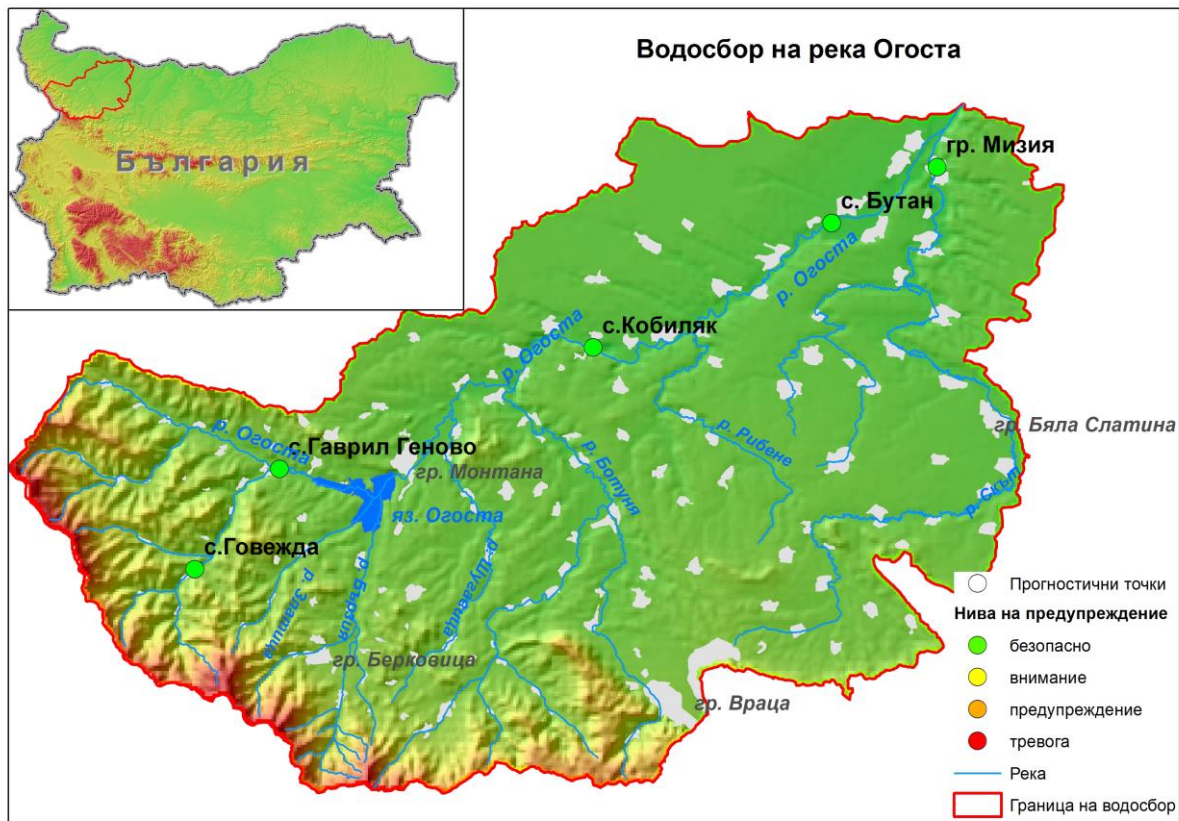 Водосбор на река Огоста
България
гр. Мизия
с. Бутан
р. Огоста
с.Кобиляк
р. Огоста
гр. Бяла Слатина
р. Огоста
с.Гаврил Геново
р. Рибене
гр. Монтана
р. Ботуня
р. Скът
яз. Огоста
с.Говежда
р. Златица
р. Бързия
р. Шугавица
гр. Берковица
гр. Враца
Прогностични точки
Нива на предупреждение
безопасно
внимание
предупреждение
тревога
Река
Граница на водосбор